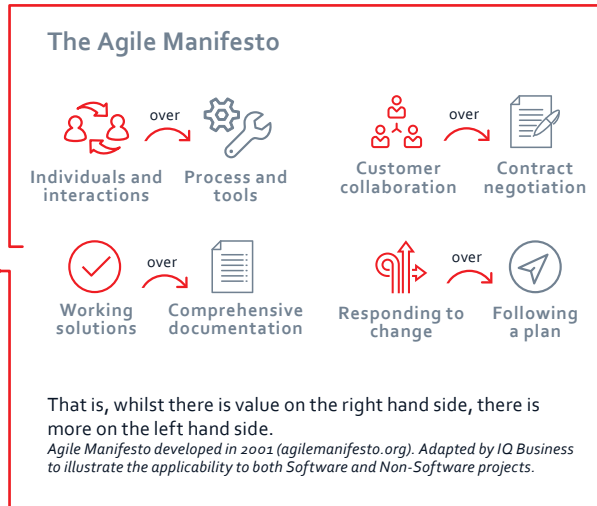 The Agile Manifesto
over
Individuals and
interactions
Process and
tools
over
Customer
collaboration
Contract
negotiation
over
Working
solutions
Comprehensive
documentation
over
Responding to
change
Following
a plan
That is, whilst there is value on the right hand side, there is
more on the left hand side.
Agile Manifesto developed in 2001 (agilemanifesto.org). Adapted by IQ Business
to illustrate the applicability to both Software and Non-Software projects.